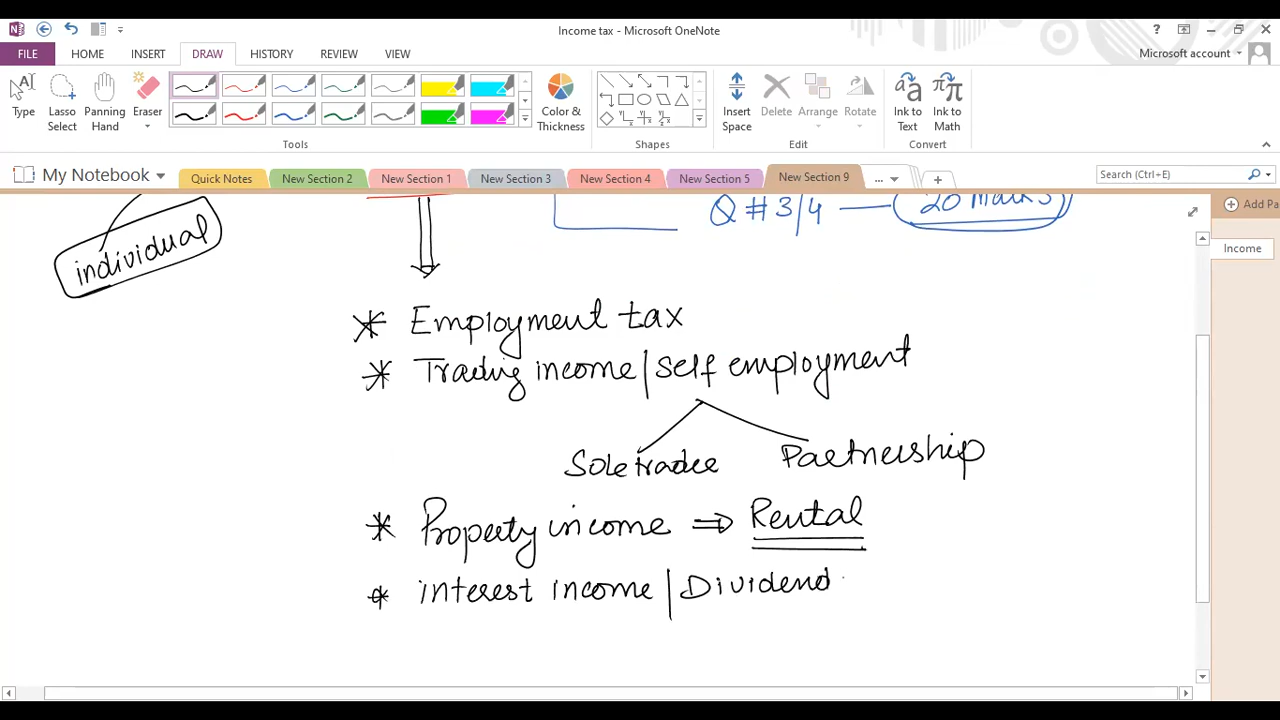 Income tax - Microsoft OneNote
?
FILE HOME INSERT DRAW HISTORY REVIEW VIEW
Microsoft account
Type
Lasso Select
Panning Hand
Eraser
Color & Thickness
Insert Space
Delete
Arrange
Rotate
Ink to Text
Ink to Math
Tools Shapes Edit Convert
My Notebook Quick Notes New Section 2 New Section 1 New Section 3 New Section 4 New Section 5 New Section 9 ... Search (Ctrl+E)
Add Pa
Income
Q # 3/4 — 20 Marks
individual
* Employment tax
* Trading income | Self employment
Sole trader Partnership
* Property income ⇒ Rental
* interest income | Dividend